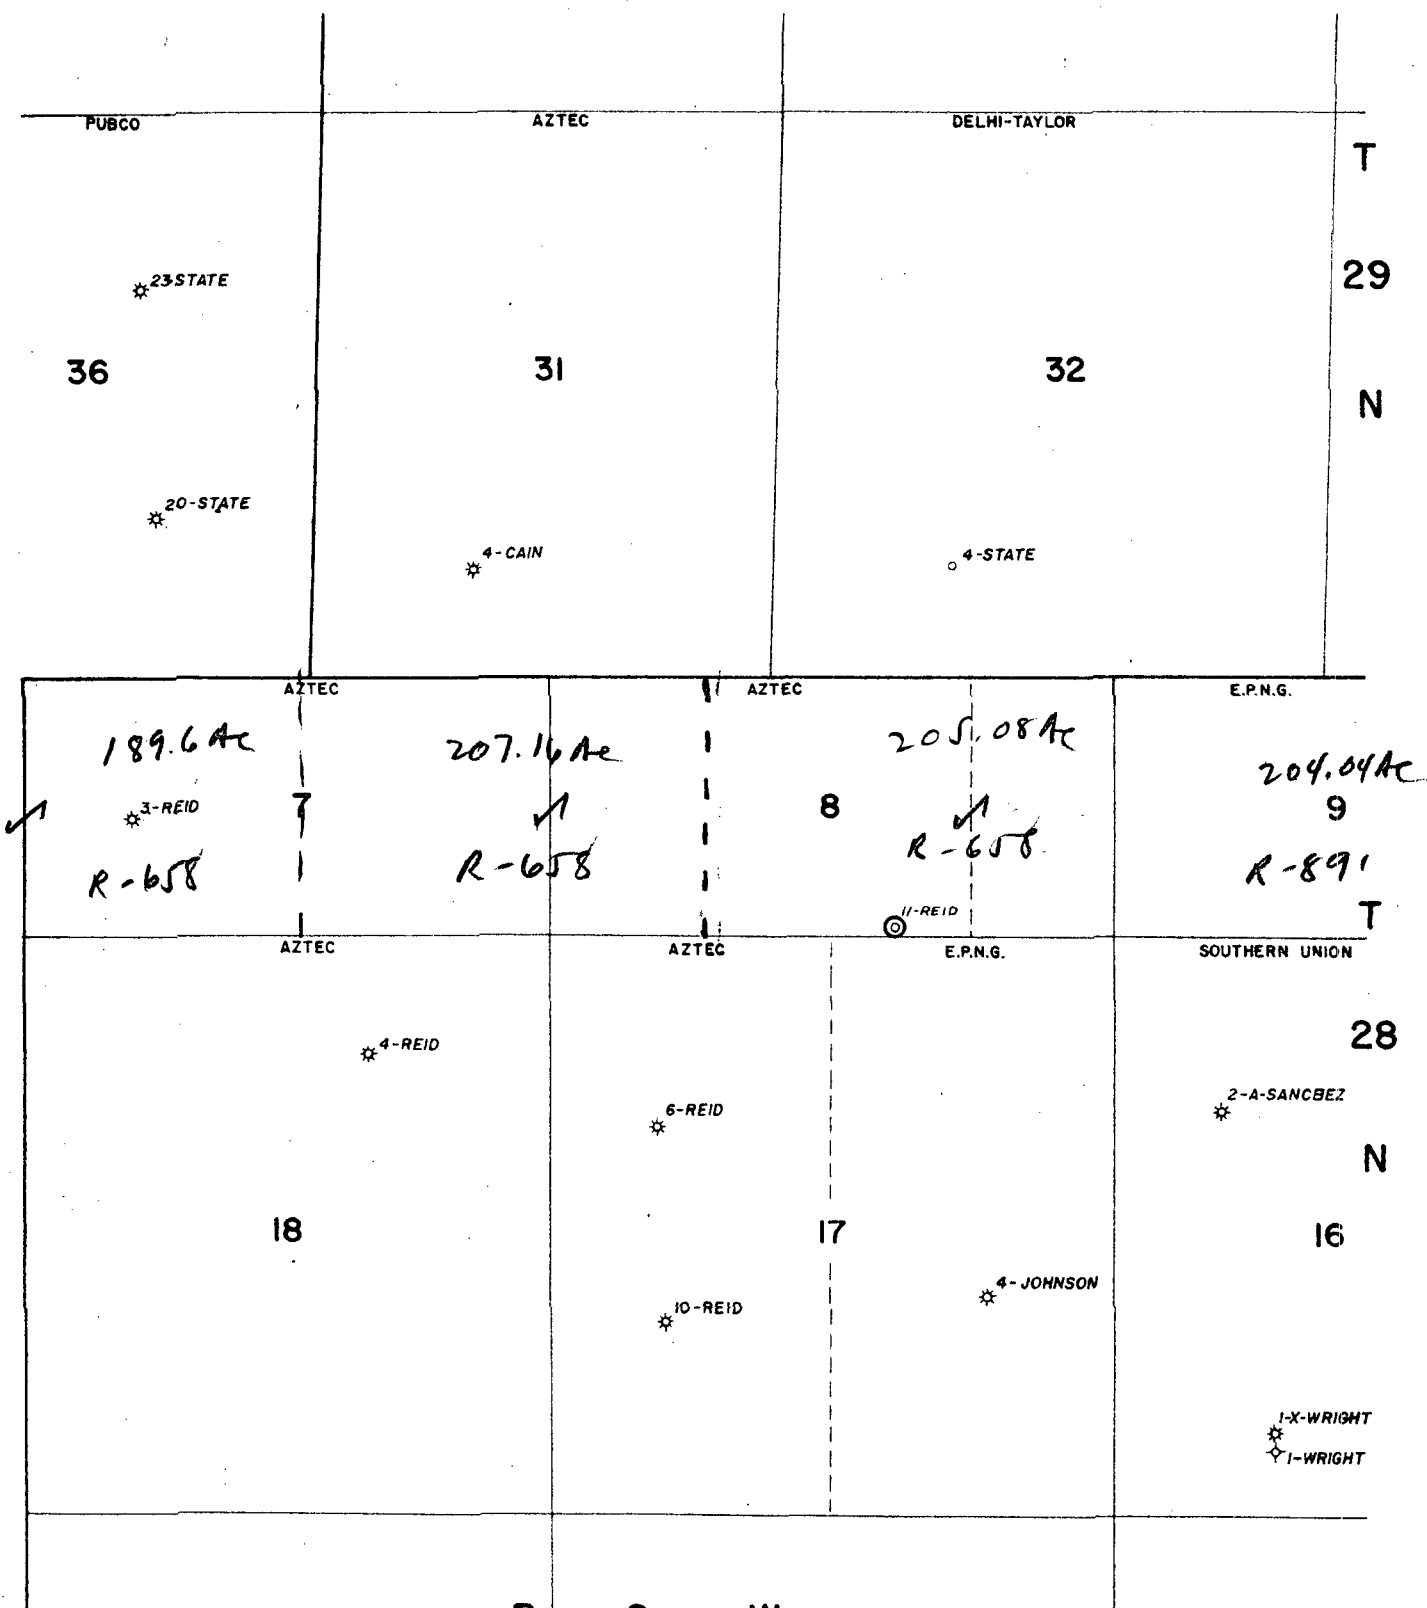 PUBCO AZTEC DELHI-TAYLOR
T
23-STATE
29
36 31 32
N
20-STATE
4-CAIN 4-STATE
AZTEC AZTEC E.P.N.G.
189.6 Ac 207.16 Ac 205.08 Ac 204.04 Ac
3-REID 7 8 9
R-658 R-658 R-658 R-891
11-REID T
AZTEC AZTEC E.P.N.G. SOUTHERN UNION
28
4-REID
6-REID 2-A-SANCBEZ
N
18 17 16
10-REID 4-JOHNSON
1-X-WRIGHT
1-WRIGHT